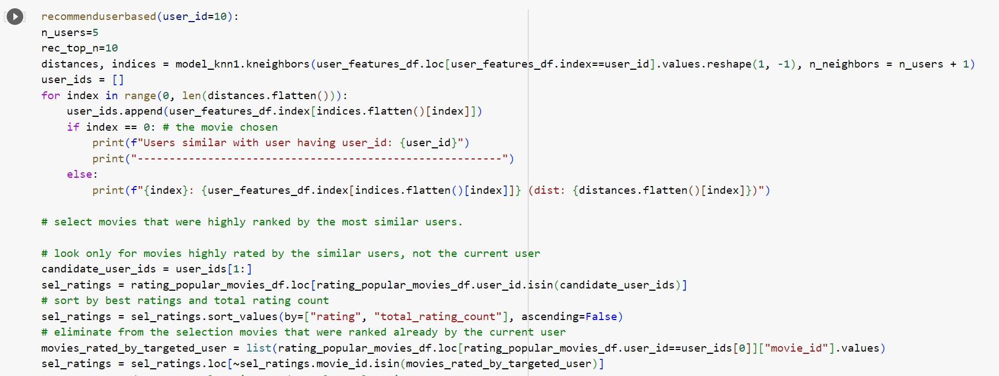 recommenduserbased(user_id=10):
n_users=5
rec_top_n=10
distances, indices = model_knn1.kneighbors(user_features_df.loc[user_features_df.index==user_id].values.reshape(1, -1), n_neighbors = n_users + 1)
user_ids = []
for index in range(0, len(distances.flatten())):
    user_ids.append(user_features_df.index[indices.flatten()[index]])
    if index == 0: # the movie chosen
        print(f"Users similar with user having user_id: {user_id}")
        print("---------------------------------------------------------")
    else:
        print(f"{index}: {user_features_df.index[indices.flatten()[index]]} (dist: {distances.flatten()[index]})")
# select movies that were highly ranked by the most similar users.
# look only for movies highly rated by the similar users, not the current user
candidate_user_ids = user_ids[1:]
sel_ratings = rating_popular_movies_df.loc[rating_popular_movies_df.user_id.isin(candidate_user_ids)]
# sort by best ratings and total rating count
sel_ratings = sel_ratings.sort_values(by=["rating", "total_rating_count"], ascending=False)
# eliminate from the selection movies that were ranked already by the current user
movies_rated_by_targeted_user = list(rating_popular_movies_df.loc[rating_popular_movies_df.user_id==user_ids[0]]["movie_id"].values)
sel_ratings = sel_ratings.loc[~sel_ratings.movie_id.isin(movies_rated_by_targeted_user)]